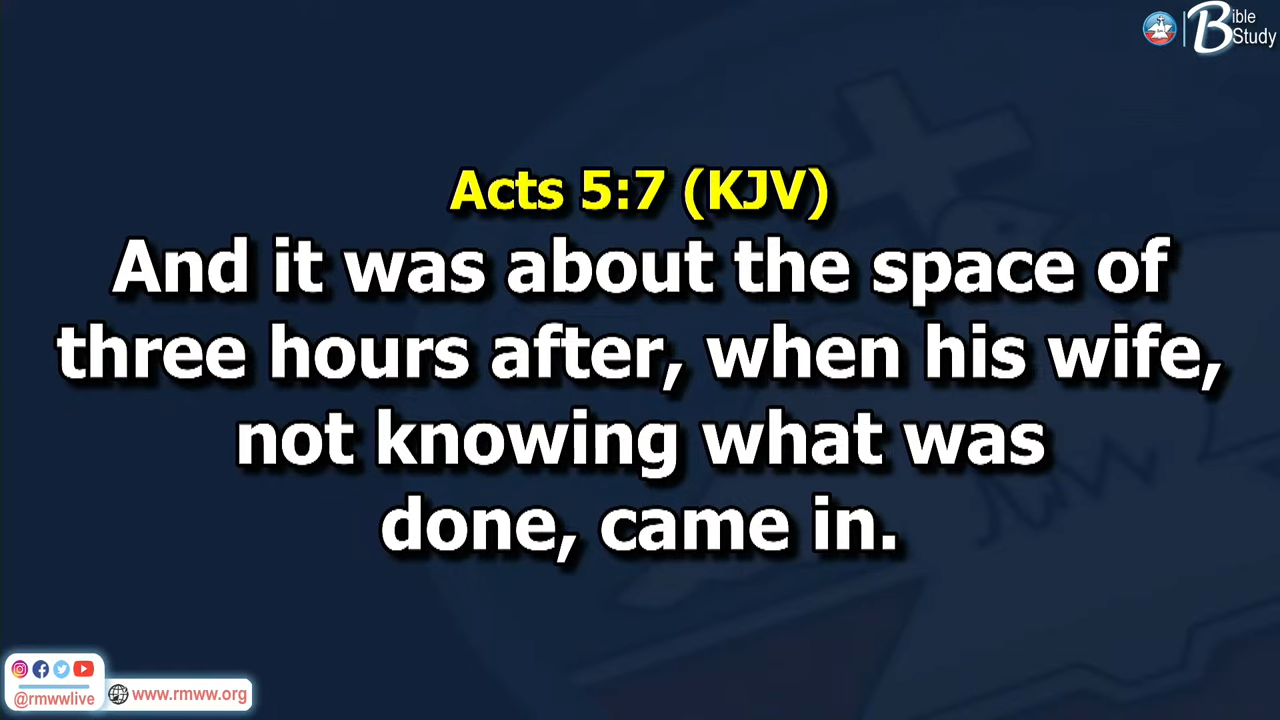 Bible
Study
Acts 5:7 (KJV)
And it was about the space of
three hours after, when his wife,
not knowing what was
done, came in.
@rmwwlive
www.rmww.org